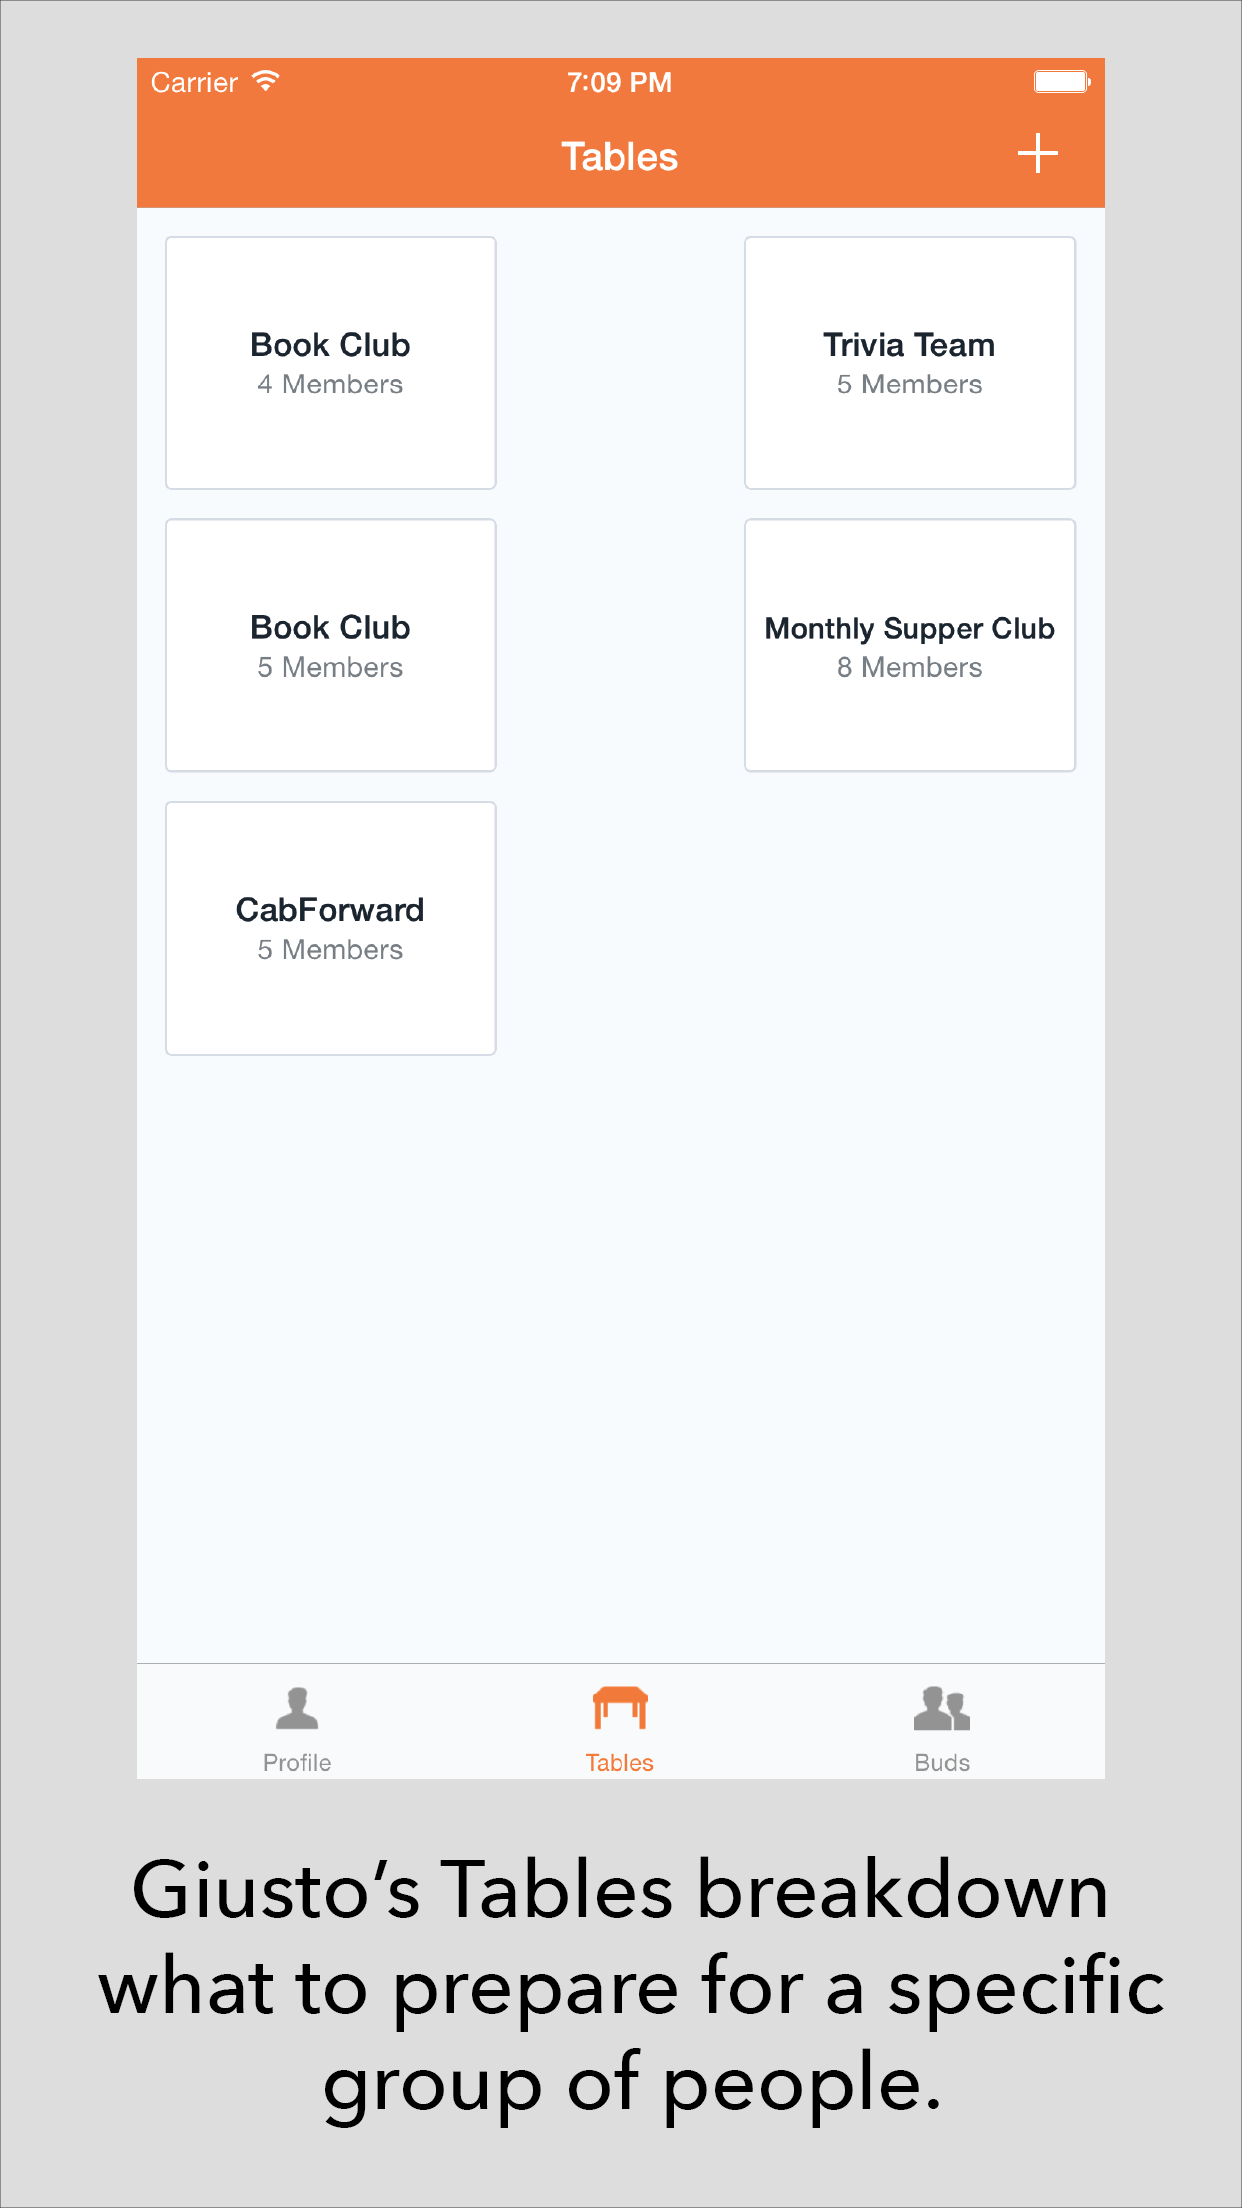 Carrier 7:09 PM
Tables
Book Club
4 Members
Trivia Team
5 Members
Book Club
5 Members
Monthly Supper Club
8 Members
CabForward
5 Members
Profile Tables Buds
Giusto’s Tables breakdown
what to prepare for a specific
group of people.